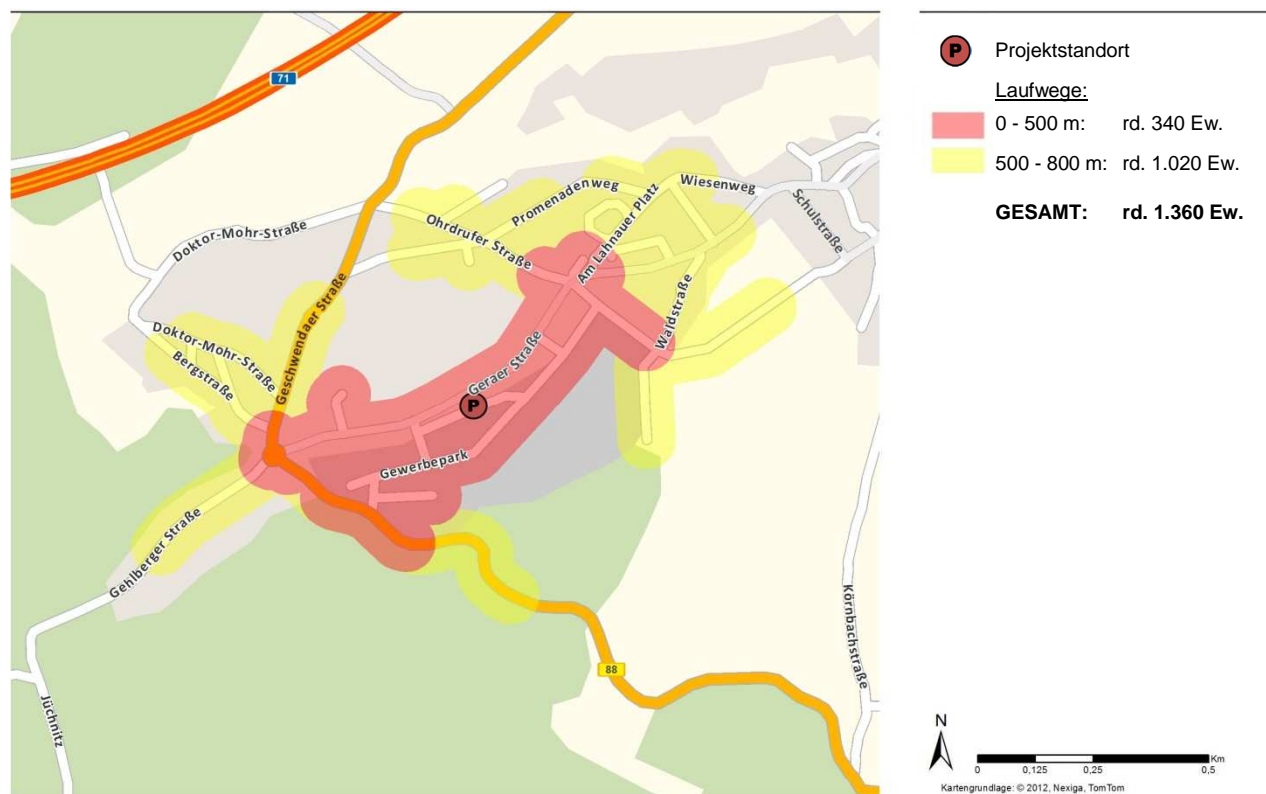 71
Doktor-Mohr-Straße
Geschwendaer Straße
Ohrdrufer Straße
Promenadenweg
Am Lahnauer Platz
Wiesenweg
Schulstraße
Waldstraße
Doktor-Mohr-Straße
Bergstraße
Geraer Straße
P
Gewerbepark
Gehlberger Straße
Jüchnitz
88
Körnbachstraße
P Projektstandort
Laufwege:
0 - 500 m: rd. 340 Ew.
500 - 800 m: rd. 1.020 Ew.
GESAMT: rd. 1.360 Ew.
N
Km
0 0,125 0,25 0,5
Kartengrundlage: © 2012, Nexiga, TomTom